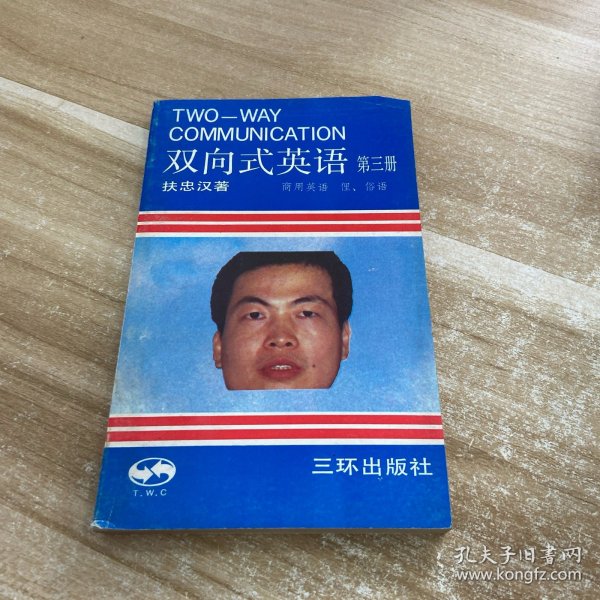 TWO—WAY
COMMUNICATION
双向式英语 第三册
扶忠汉著 商用英语 俚、俗语
T.W.C
三环出版社
孔夫子旧书网
www.kongfz.com